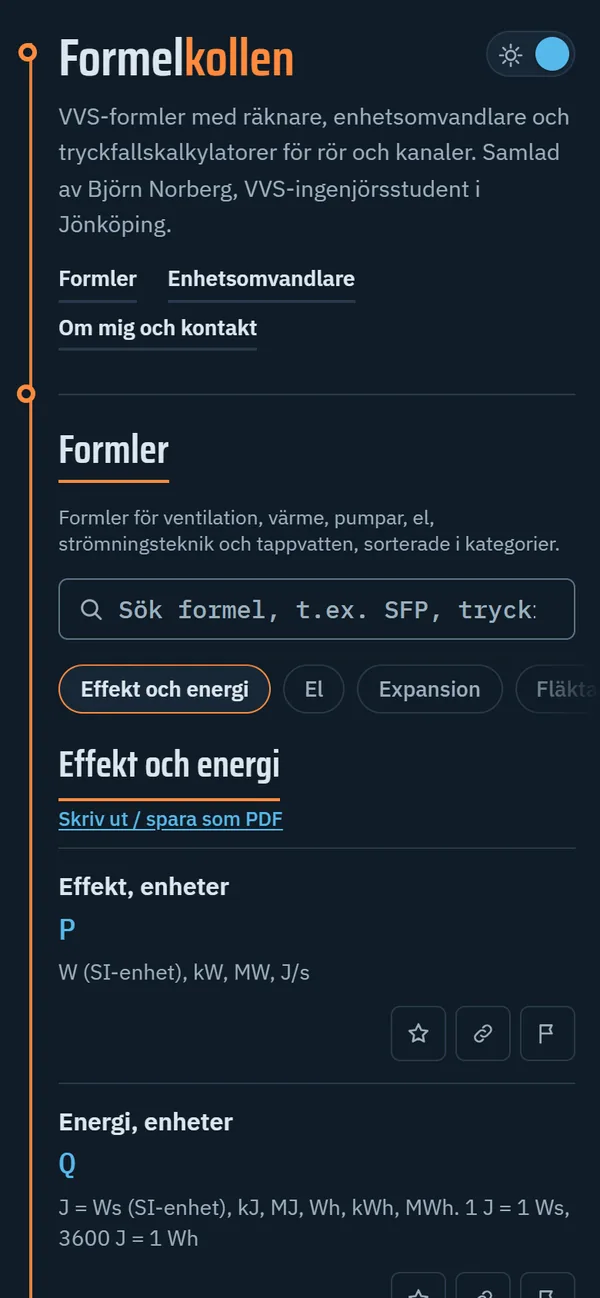 Formelkollen
VVS-formler med räknare, enhetsomvandlare och
tryckfallskalkylatorer för rör och kanaler. Samlad
av Björn Norberg, VVS-ingenjörsstudent i
Jönköping.
Formler Enhetsomvandlare
Om mig och kontakt
Formler
Formler för ventilation, värme, pumpar, el,
strömningsteknik och tappvatten, sorterade i kategorier.
Sök formel, t.ex. SFP, tryck
Effekt och energi El Expansion Fläkta
Effekt och energi
Skriv ut / spara som PDF
Effekt, enheter
P
W (SI-enhet), kW, MW, J/s
Energi, enheter
Q
J = Ws (SI-enhet), kJ, MJ, Wh, kWh, MWh. 1 J = 1 Ws,
3600 J = 1 Wh